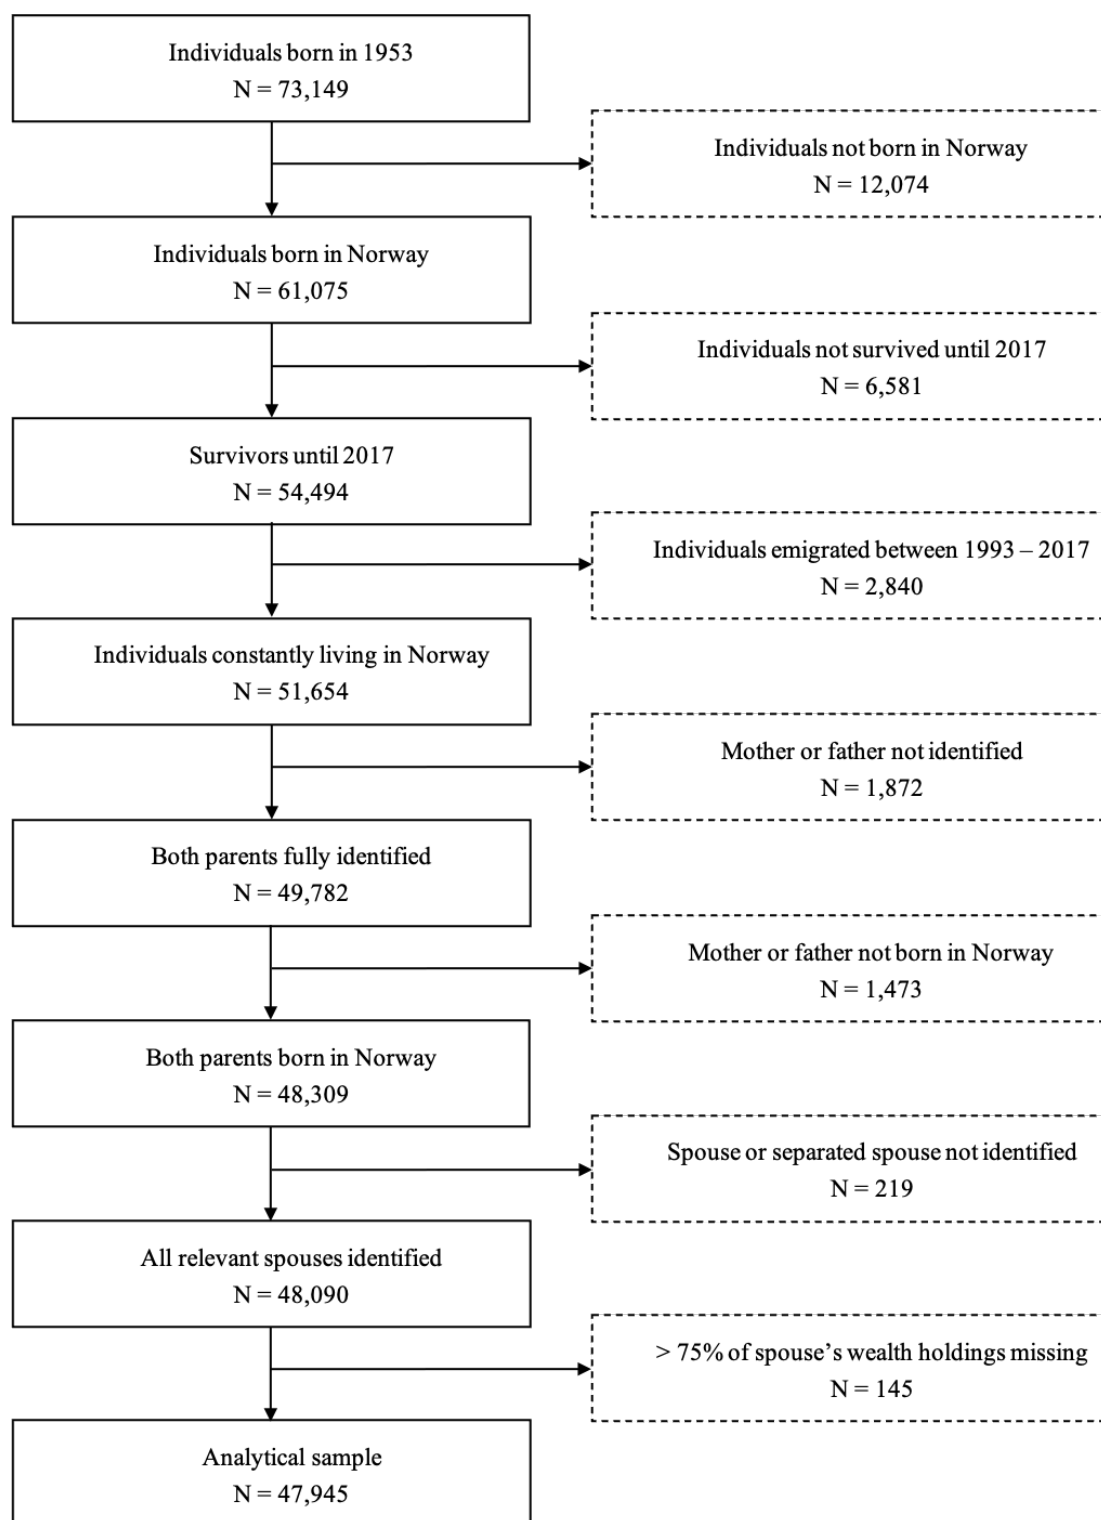 Individuals born in 1953
N = 73,149
Individuals not born in Norway
N = 12,074
Individuals born in Norway
N = 61,075
Individuals not survived until 2017
N = 6,581
Survivors until 2017
N = 54,494
Individuals emigrated between 1993 – 2017
N = 2,840
Individuals constantly living in Norway
N = 51,654
Mother or father not identified
N = 1,872
Both parents fully identified
N = 49,782
Mother or father not born in Norway
N = 1,473
Both parents born in Norway
N = 48,309
Spouse or separated spouse not identified
N = 219
All relevant spouses identified
N = 48,090
> 75% of spouse’s wealth holdings missing
N = 145
Analytical sample
N = 47,945